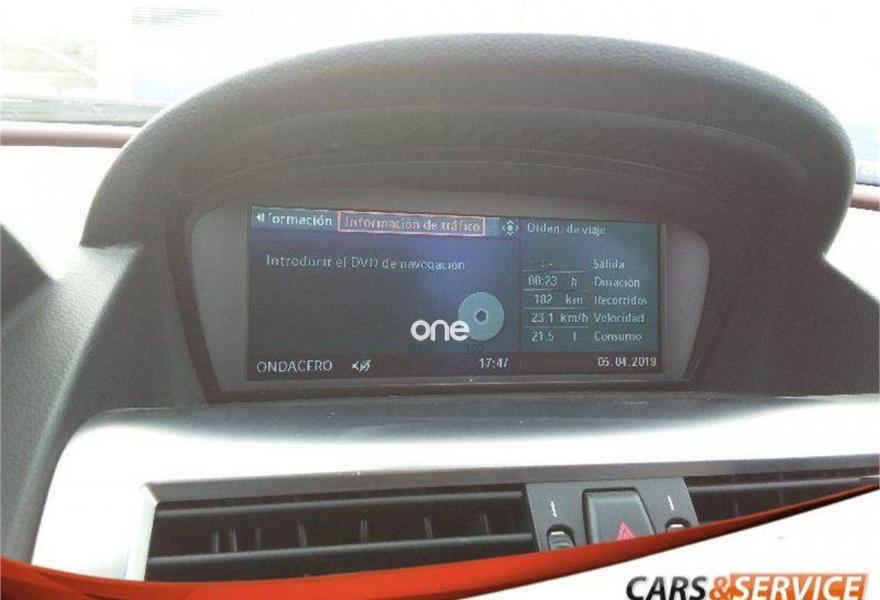 formación Información de tráfico
Orden. de viaje
Introducir el DVD de navegación
Salida
00:23 h Duración
182 km Recorridos
23.1 km/h Velocidad
21.5 l Consumo
one
ONDACERO 17:47 05.04.2019
CARS&SERVICE